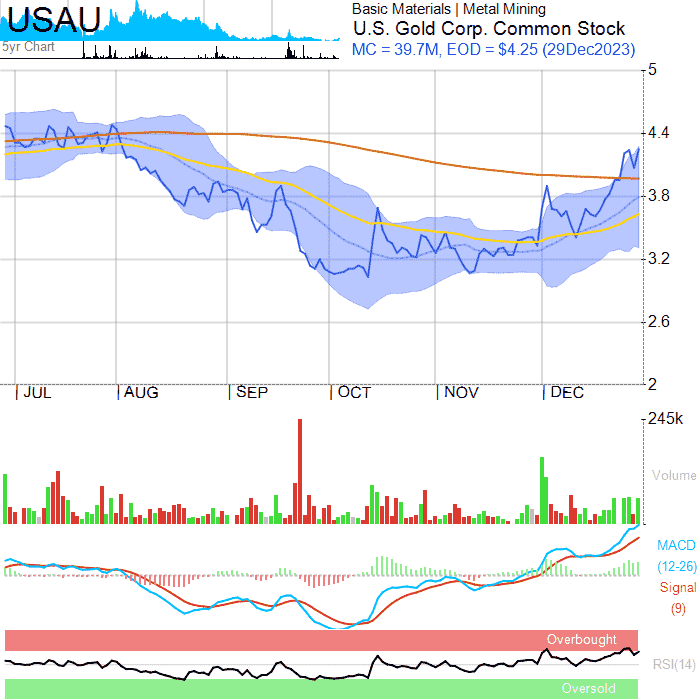 USAU
5yr Chart
Basic Materials | Metal Mining
U.S. Gold Corp. Common Stock
MC = 39.7M, EOD = $4.25 (29Dec2023)
5
4.4
3.8
3.2
2.6
2
JUL AUG SEP OCT NOV DEC
245k
Volume
MACD
(12-26)
Signal
(9)
Overbought
RSI(14)
Oversold